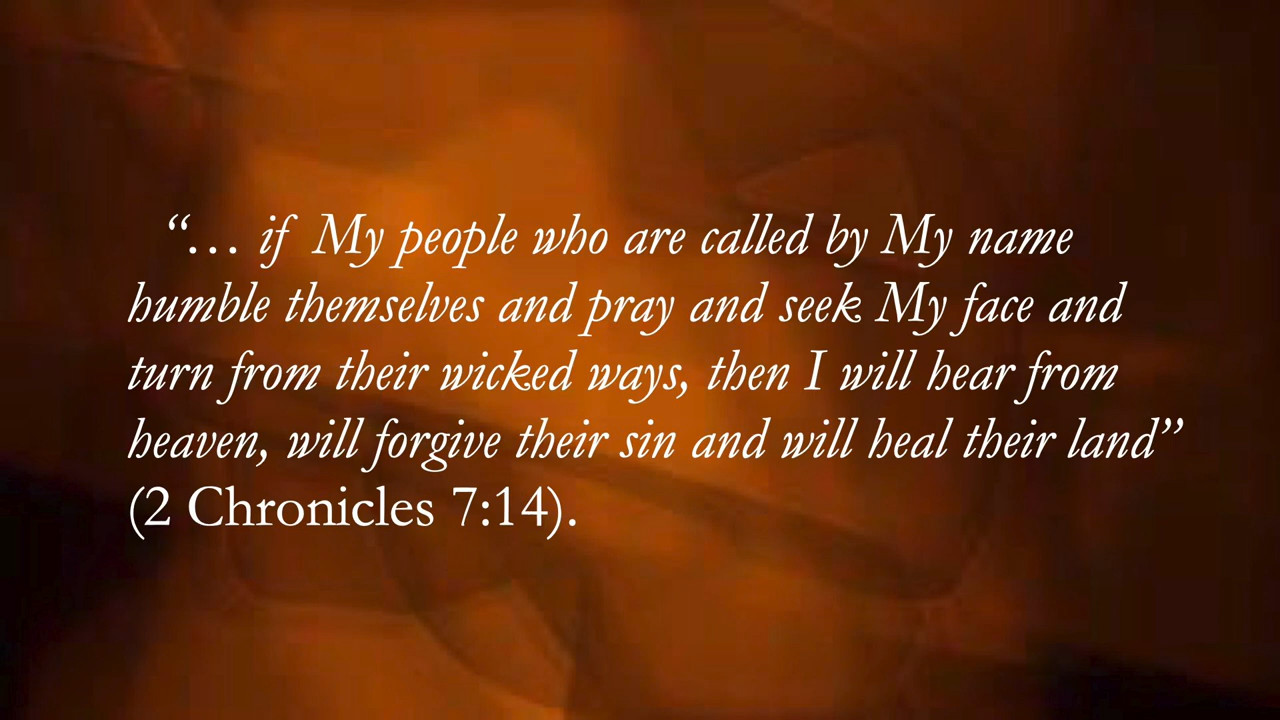 “… if My people who are called by My name
humble themselves and pray and seek My face and
turn from their wicked ways, then I will hear from
heaven, will forgive their sin and will heal their land”
(2 Chronicles 7:14).